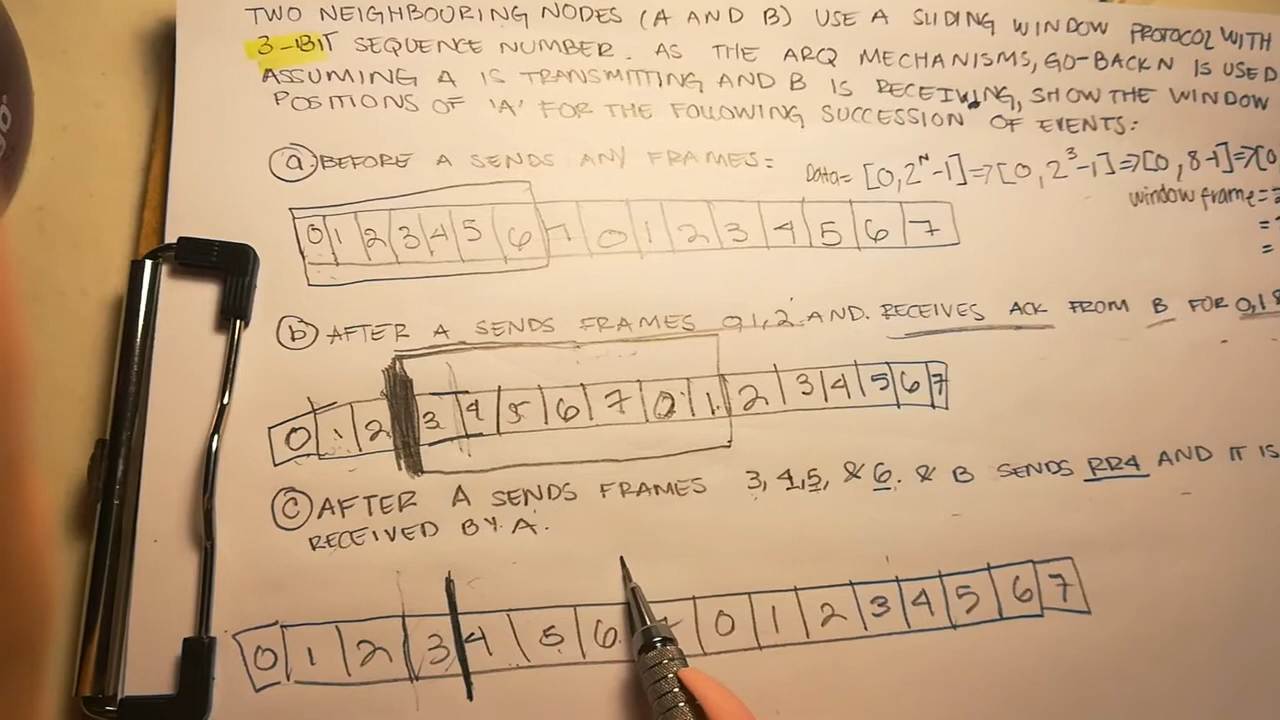 TWO NEIGHBOURING NODES (A AND B) USE A SLIDING WINDOW PROTOCOL WITH
3-BIT SEQUENCE NUMBER. AS THE ARQ MECHANISMS, GO-BACK N IS USED
ASSUMING A IS TRANSMITTING AND B IS RECEIVING, SHOW THE WINDOW
POSITIONS OF 'A' FOR THE FOLLOWING SUCCESSION OF EVENTS:
(a) BEFORE A SENDS ANY FRAMES: Data= [0, 2^N-1] => [0, 2^3-1] => [0, 8-1] => [0,
window frame =
=
=
0 1 2 3 4 5 6 7 0 1 2 3 4 5 6 7
(b) AFTER A SENDS FRAMES 0,1,2 AND RECEIVES ACK FROM B FOR 0,1
0 1 2 3 4 5 6 7 0 1 2 3 4 5 6 7
(c) AFTER A SENDS FRAMES 3, 4, 5, & 6. & B SENDS RR4 AND IT IS
RECEIVED BY A.
0 1 2 3 4 5 6 0 1 2 3 4 5 6 7